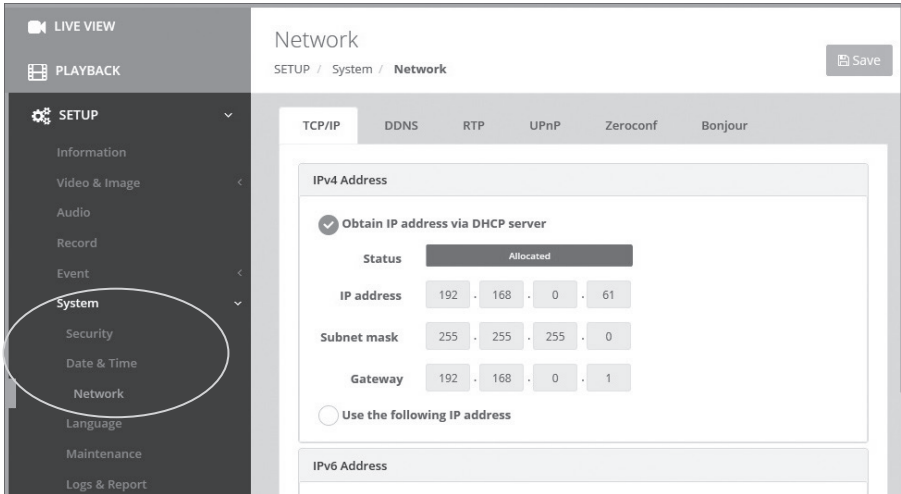 LIVE VIEW
PLAYBACK
SETUP
Information
Video & Image
Audio
Record
Event
System
Security
Date & Time
Network
Language
Maintenance
Logs & Report
Network
SETUP / System / Network
Save
TCP/IP DDNS RTP UPnP Zeroconf Bonjour
IPv4 Address
Obtain IP address via DHCP server
Status Allocated
IP address 192 . 168 . 0 . 61
Subnet mask 255 . 255 . 255 . 0
Gateway 192 . 168 . 0 . 1
Use the following IP address
IPv6 Address